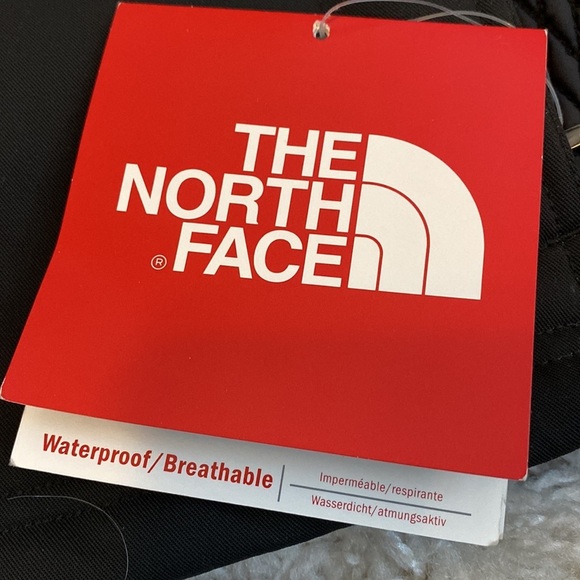 THE
NORTH
FACE
®
Waterproof/Breathable
Imperméable/respirante
Wasserdicht/atmungsaktiv